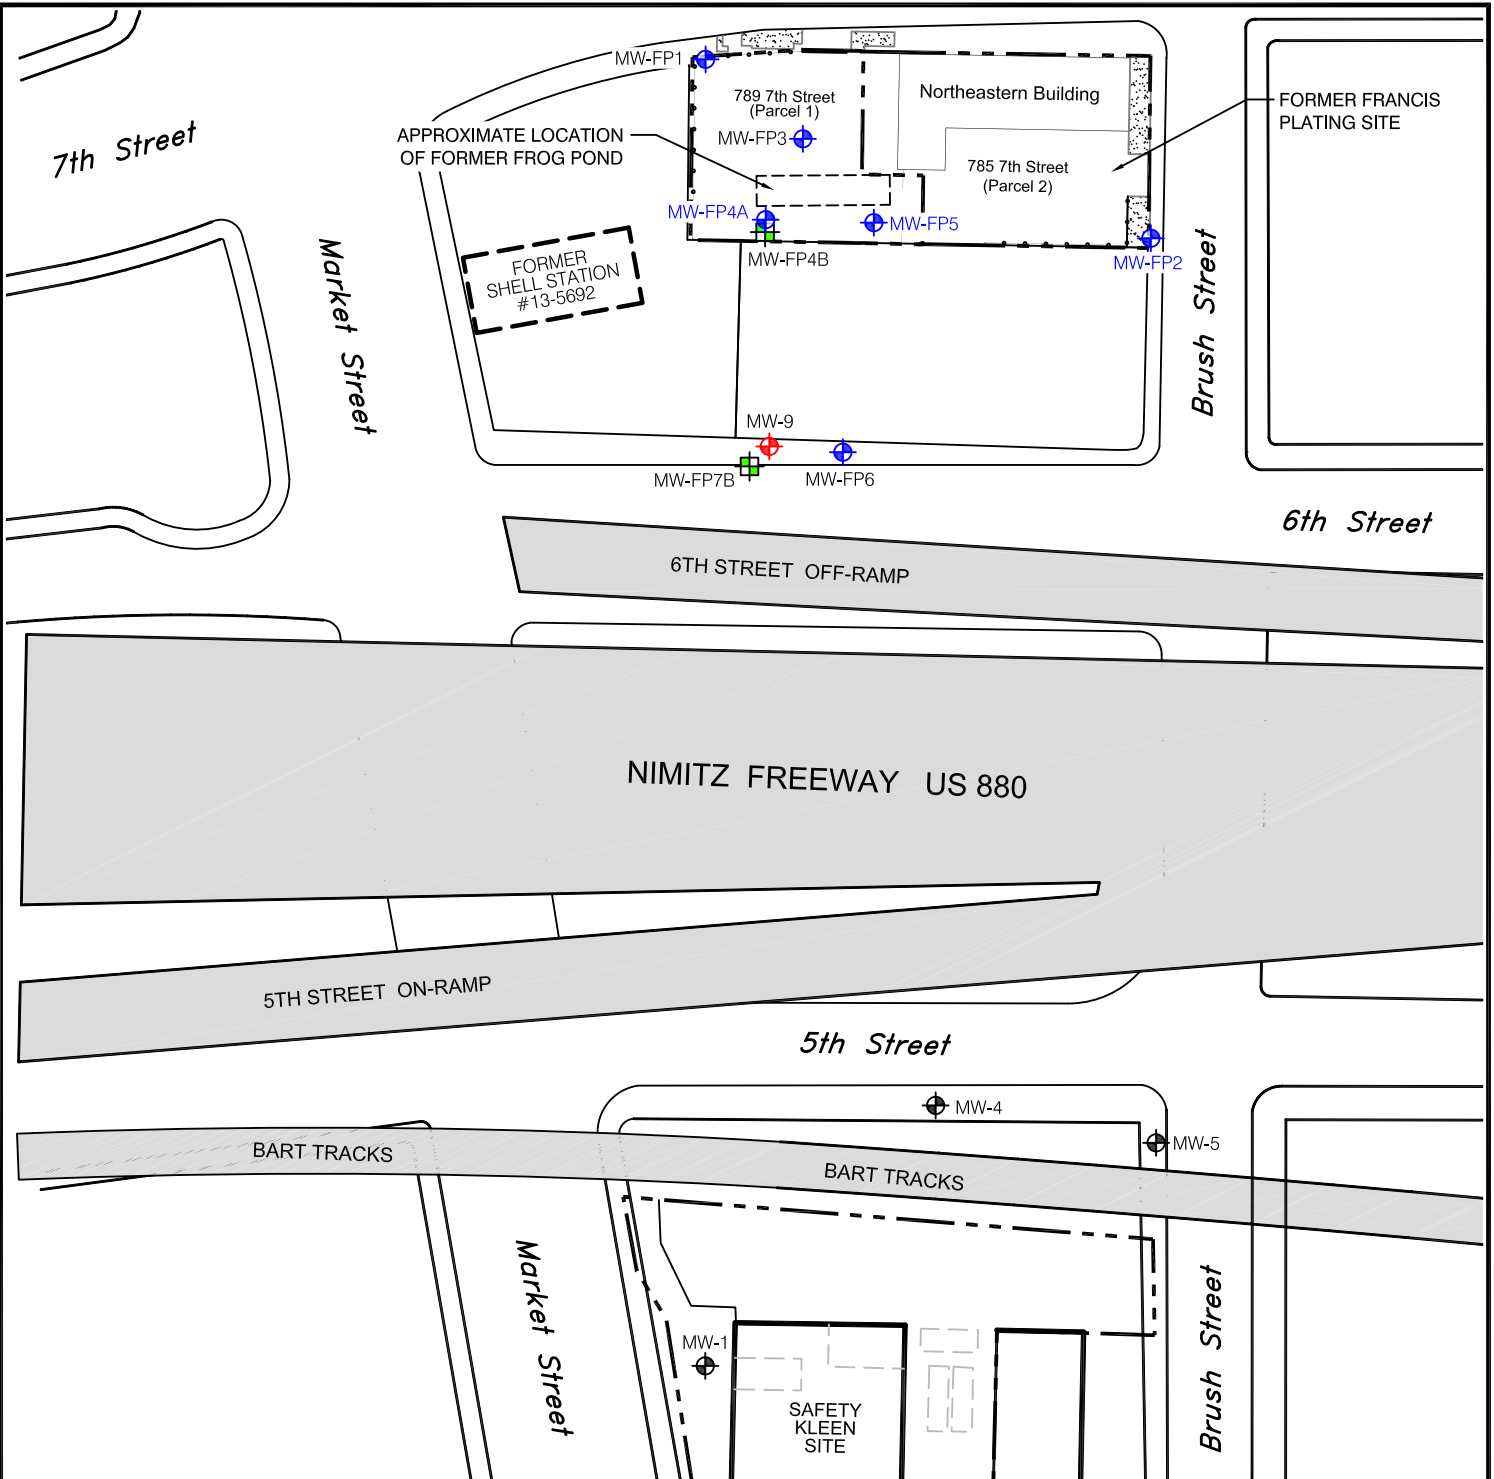 MW-FP1
789 7th Street
(Parcel 1)
Northeastern Building
FORMER FRANCIS
PLATING SITE
7th Street
APPROXIMATE LOCATION
OF FORMER FROG POND
MW-FP3
785 7th Street
(Parcel 2)
MW-FP4A
MW-FP5
MW-FP4B
MW-FP2
FORMER
SHELL STATION
#13-5692
Market Street
Brush Street
MW-9
MW-FP7B
MW-FP6
6th Street
6TH STREET OFF-RAMP
NIMITZ FREEWAY US 880
5TH STREET ON-RAMP
5th Street
MW-4
MW-5
BART TRACKS
BART TRACKS
Market Street
Brush Street
MW-1
SAFETY
KLEEN
SITE